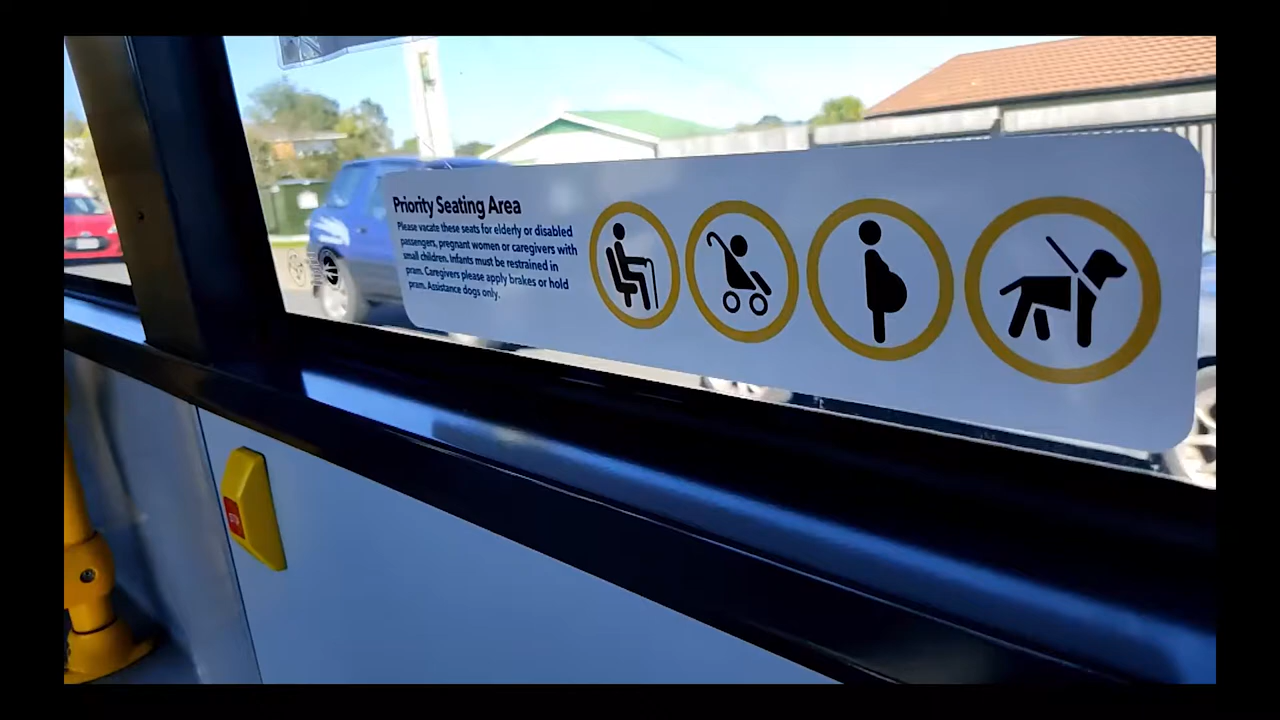 Priority Seating Area
Please vacate these seats for elderly or disabled
passengers, pregnant women or caregivers with
small children. Infants must be restrained in
pram. Caregivers please apply brakes or hold
pram. Assistance dogs only.
STOP